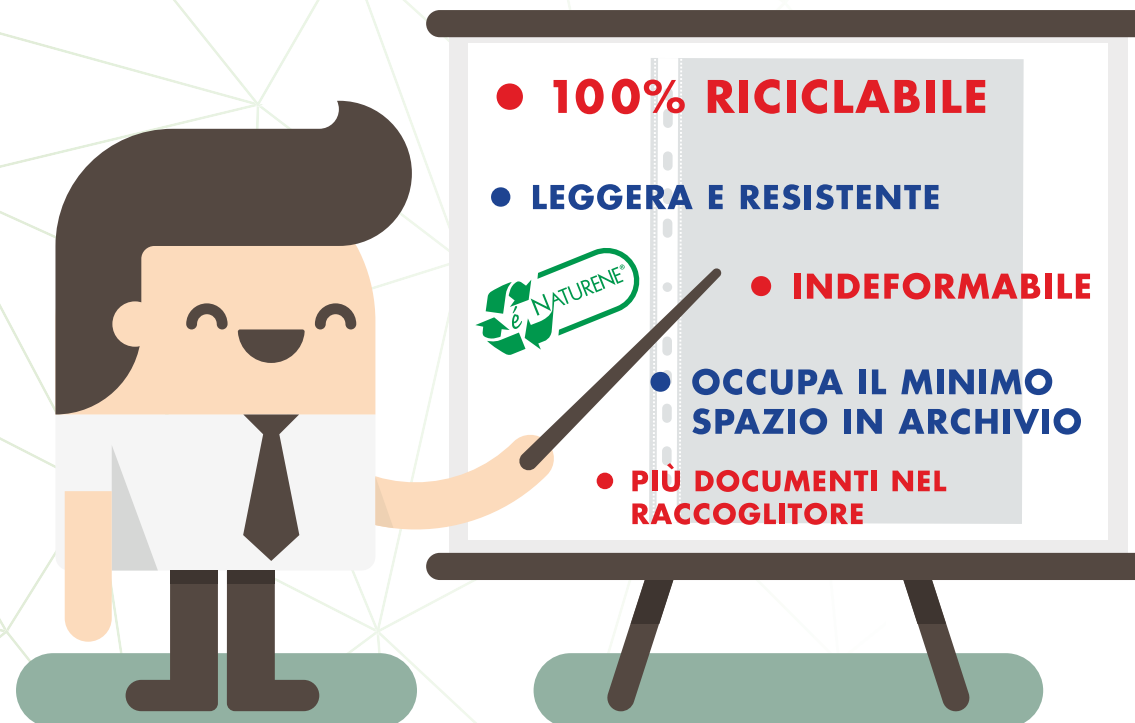 • 100% RICICLABILE
• LEGGERA E RESISTENTE
é NATURENE®
• INDEFORMABILE
• OCCUPA IL MINIMO
SPAZIO IN ARCHIVIO
• PIÙ DOCUMENTI NEL
RACCOGLITORE